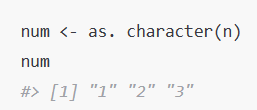 num <- as. character(n)
num
#> [1] "1" "2" "3"